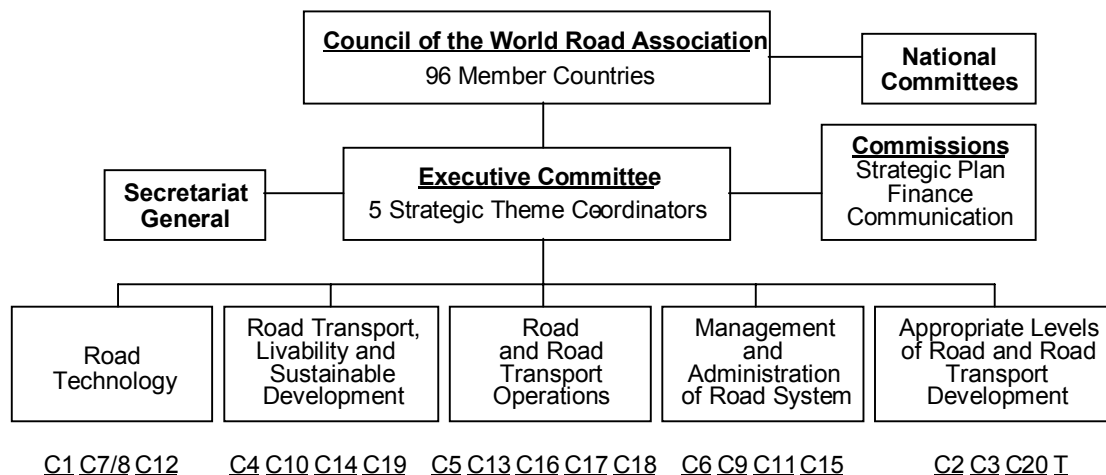 Council of the World Road Association
96 Member Countries
National
Committees
Secretariat
General
Executive Committee
5 Strategic Theme Coordinators
Commissions
Strategic Plan
Finance
Communication
Road
Technology
Road Transport,
Livability and
Sustainable
Development
Road
and Road
Transport
Operations
Management
and
Administration
of Road System
Appropriate Levels
of Road and Road
Transport
Development
C1 C7/8 C12
C4 C10 C14 C19
C5 C13 C16 C17 C18
C6 C9 C11 C15
C2 C3 C20 T